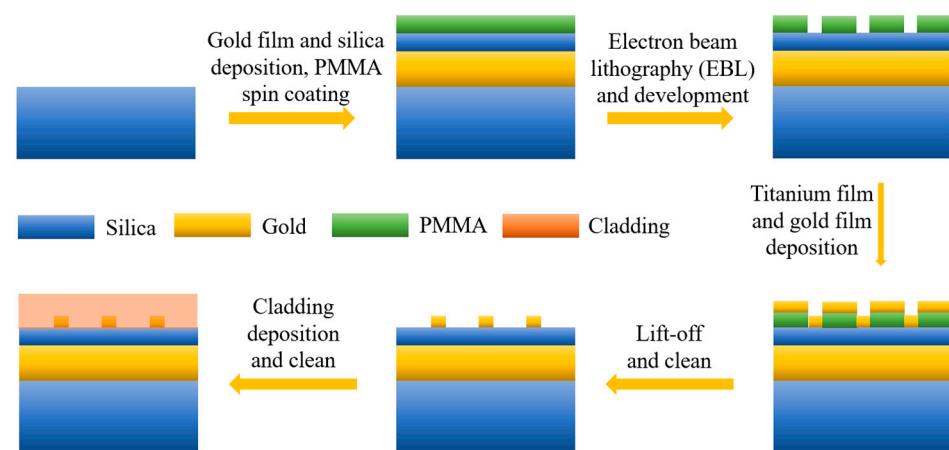 Gold film and silica
deposition, PMMA
spin coating
Electron beam
lithography (EBL)
and development
Silica
Gold
PMMA
Cladding
Titanium film
and gold film
deposition
Cladding
deposition
and clean
Lift-off
and clean